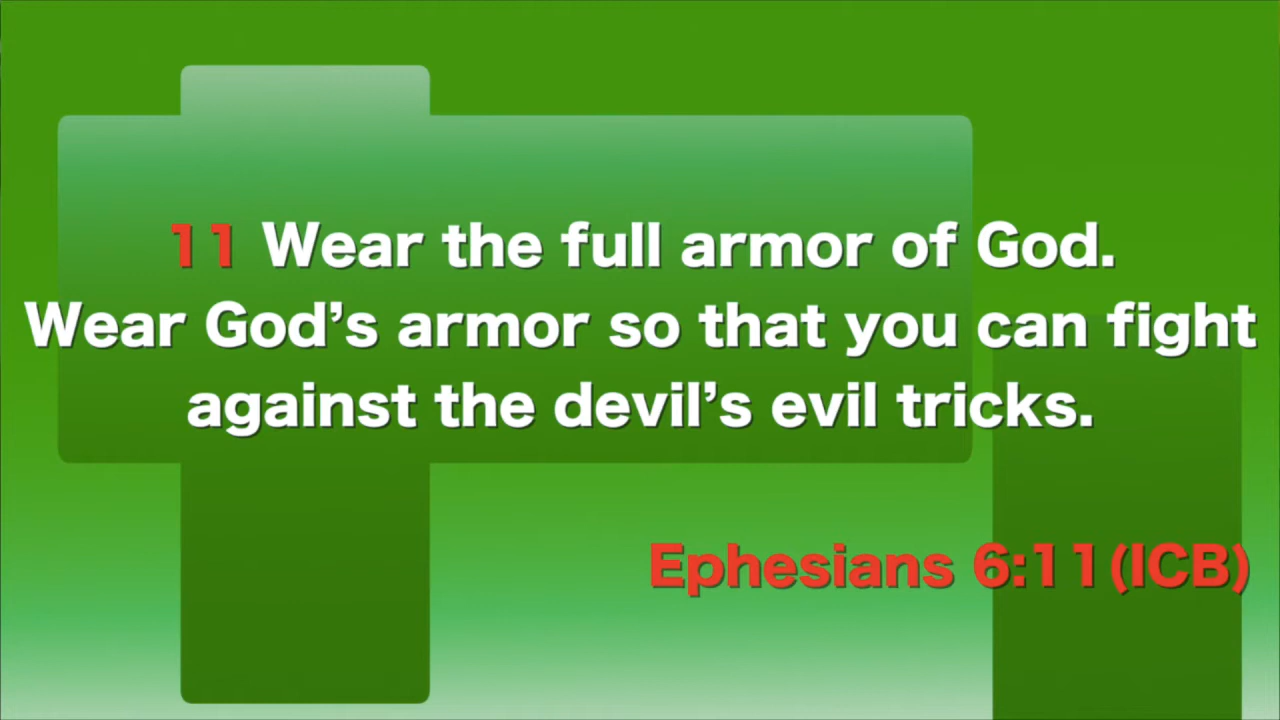 11 Wear the full armor of God.
Wear God’s armor so that you can fight
against the devil’s evil tricks.
Ephesians 6:11(ICB)